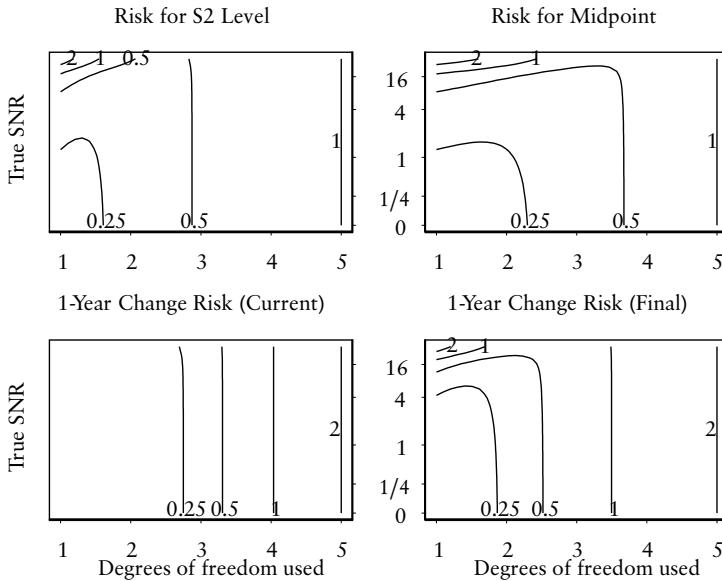 Risk for S2 Level
Risk for Midpoint
True SNR
2 1 0.5
1
0.25 0.5
1 2 3 4 5
2 1
1
0.25 0.5
16
4
1
1/4
0
1 2 3 4 5
1-Year Change Risk (Current)
1-Year Change Risk (Final)
True SNR
2
0.25 0.5 1
1 2 3 4 5
Degrees of freedom used
2 1
2
0.25 0.5 1
16
4
1
1/4
0
1 2 3 4 5
Degrees of freedom used